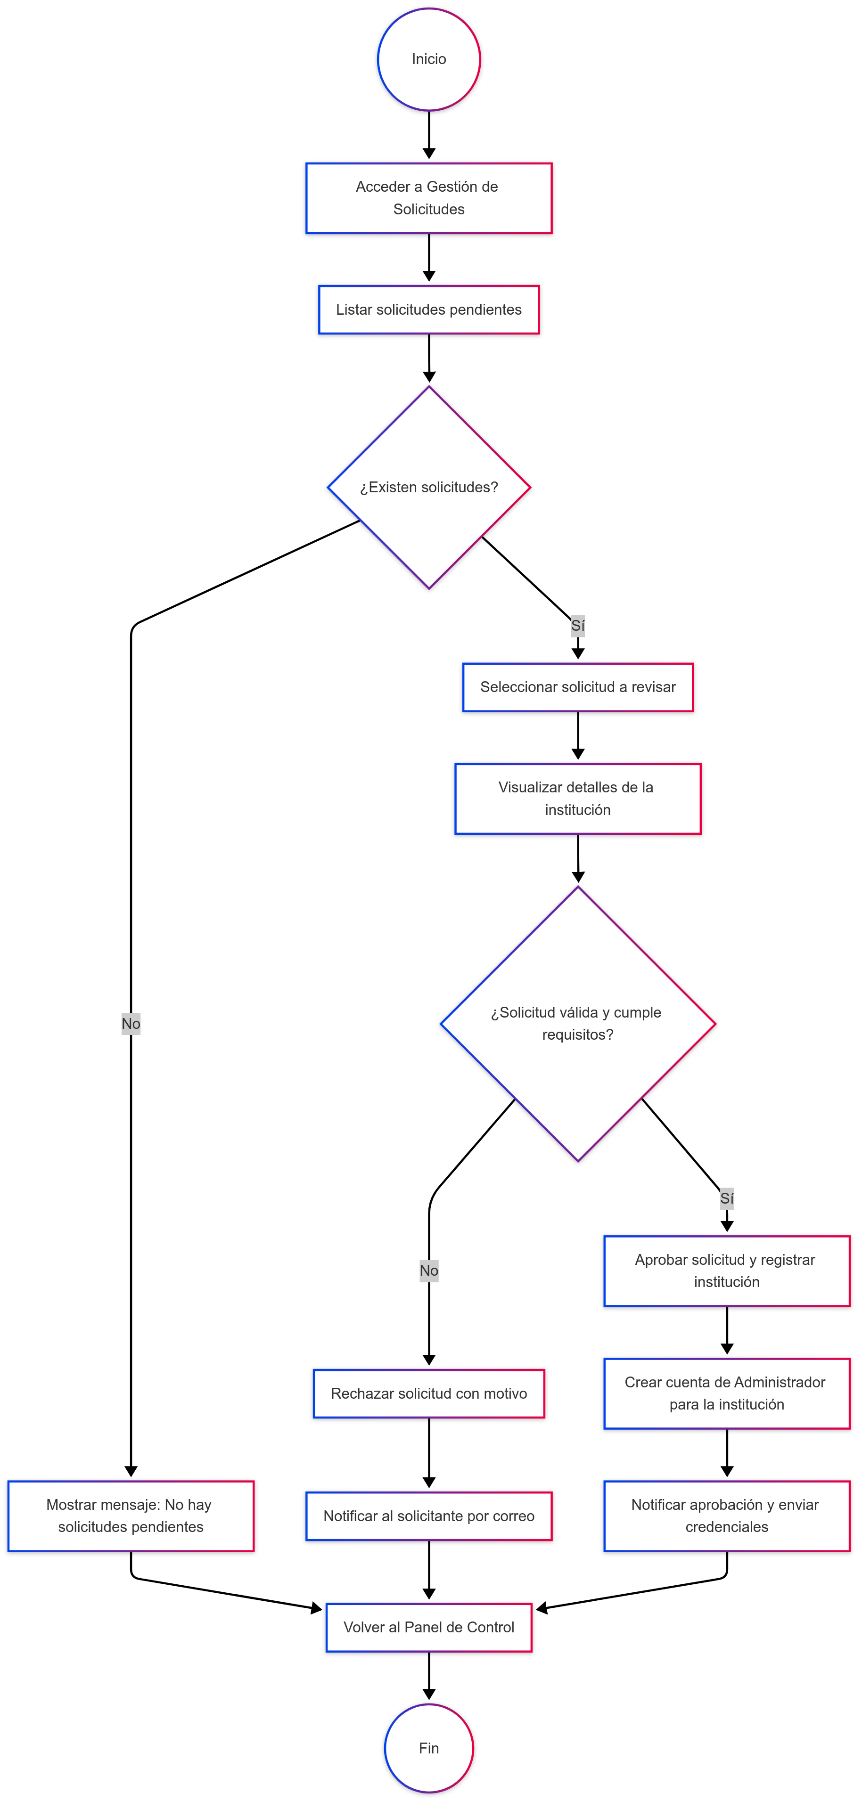 Inicio
Acceder a Gestión de
Solicitudes
Listar solicitudes pendientes
¿Existen solicitudes?
Sí
Seleccionar solicitud a revisar
Visualizar detalles de la
institución
¿Solicitud válida y cumple
requisitos?
No
Sí
Aprobar solicitud y registrar
institución
No
Crear cuenta de Administrador
para la institución
Rechazar solicitud con motivo
Mostrar mensaje: No hay
solicitudes pendientes
Notificar al solicitante por correo
Notificar aprobación y enviar
credenciales
Volver al Panel de Control
Fin